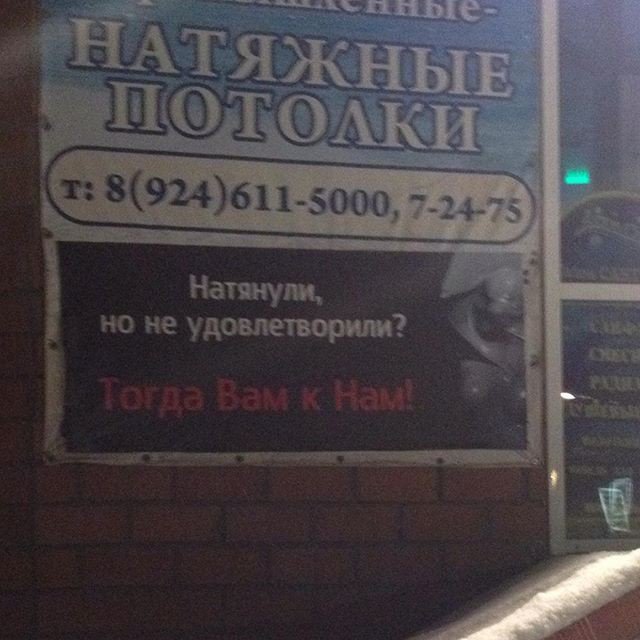 НАТЯЖНЫЕ
ПОТОЛКИ
т: 8(924)611-5000, 7-24-75
Натянули,
но не удовлетворили?
Тогда Вам к Нам!